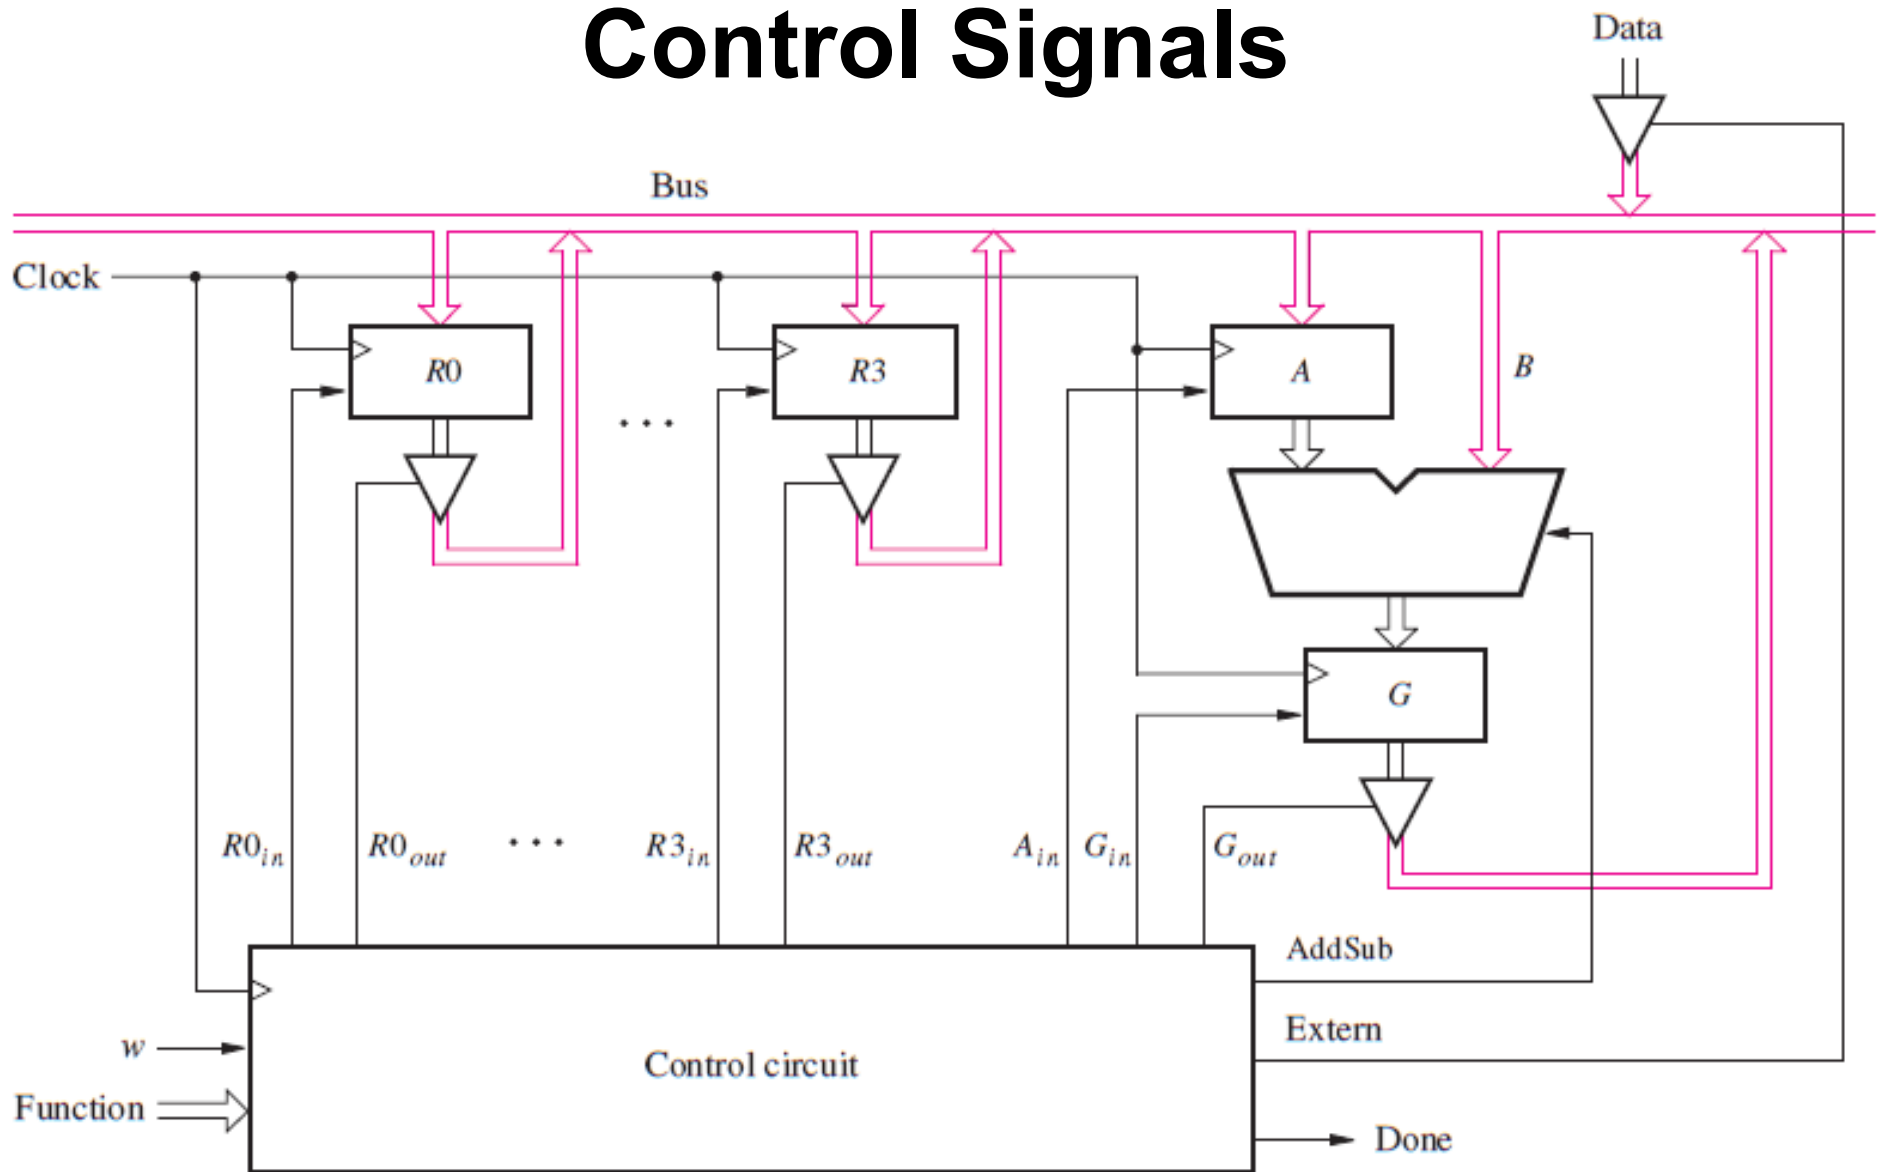 Control Signals
Data
Bus
Clock
R0
R3
A
B
...
G
R0in
R0out
...
R3in
R3out
Ain
Gin
Gout
AddSub
Extern
w
Control circuit
Function
Done